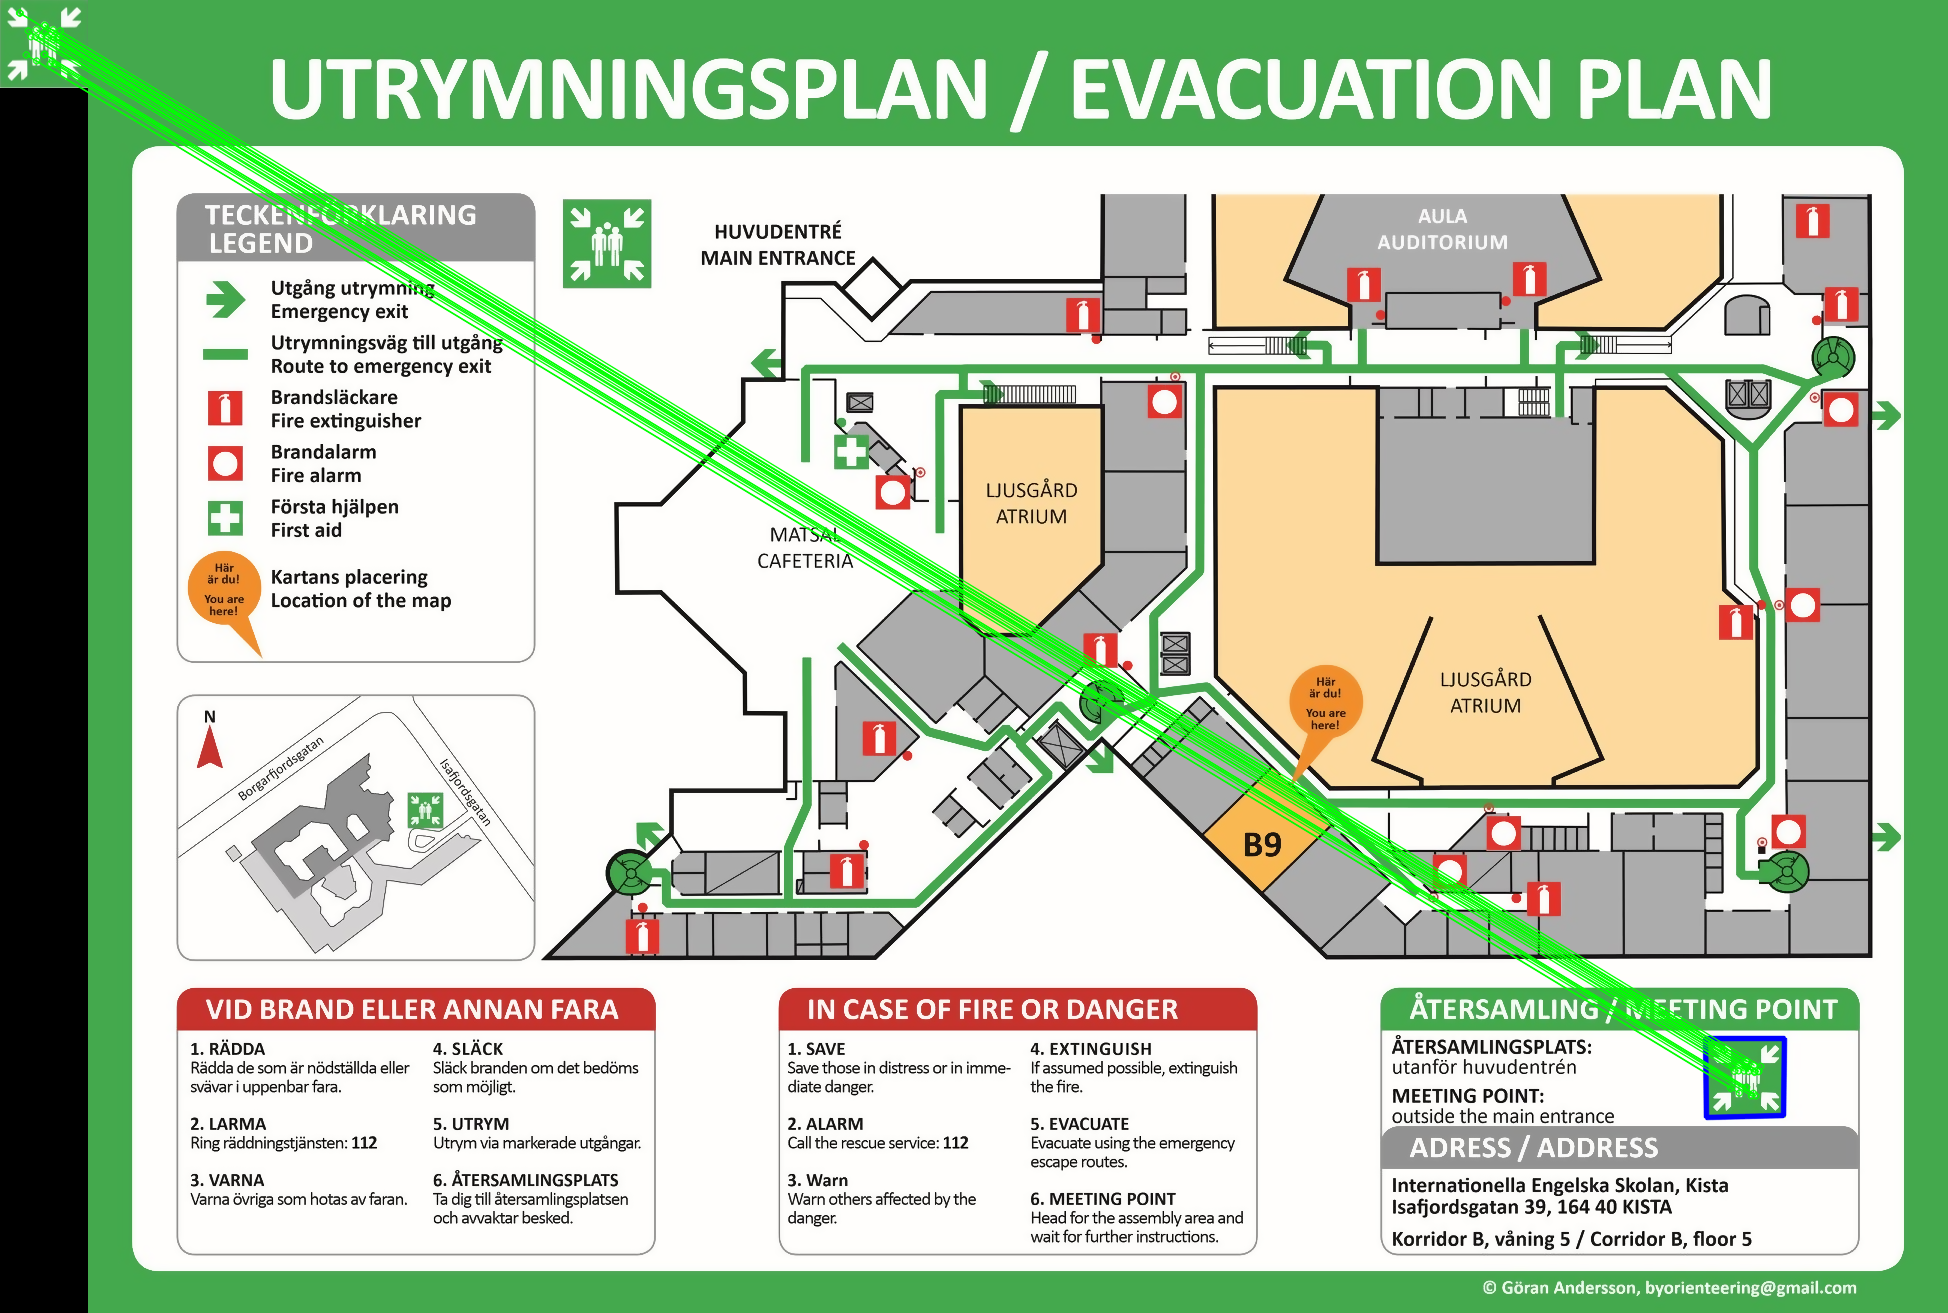 UTRYMNINGSPLAN / EVACUATION PLAN
TECKENFÖRKLARING
LEGEND
Utgång utrymning
Emergency exit
Utrymningsväg till utgång
Route to emergency exit
Brandsläckare
Fire extinguisher
Brandalarm
Fire alarm
Första hjälpen
First aid
Här
är du!
You are
here!
Kartans placering
Location of the map
N
Borgarfjordsgatan
Isafjordsgatan
HUVUDENTRÉ
MAIN ENTRANCE
AULA
AUDITORIUM
LJUSGÅRD
ATRIUM
MATSAL
CAFETERIA
Här
är du!
You are
here!
LJUSGÅRD
ATRIUM
B9
VID BRAND ELLER ANNAN FARA
1. RÄDDA
Rädda de som är nödställda eller
svävar i uppenbar fara.
2. LARMA
Ring räddningstjänsten: 112
3. VARNA
Varna övriga som hotas av faran.
4. SLÄCK
Släck branden om det bedöms
som möjligt.
5. UTRYM
Utrym via markerade utgångar.
6. ÅTERSAMLINGSPLATS
Ta dig till återsamlingsplatsen
och avvaktar besked.
IN CASE OF FIRE OR DANGER
1. SAVE
Save those in distress or in imme-
diate danger.
2. ALARM
Call the rescue service: 112
3. Warn
Warn others affected by the
danger.
4. EXTINGUISH
If assumed possible, extinguish
the fire.
5. EVACUATE
Evacuate using the emergency
escape routes.
6. MEETING POINT
Head for the assembly area and
wait for further instructions.
ÅTERSAMLING / MEETING POINT
ÅTERSAMLINGSPLATS:
utanför huvudentrén
MEETING POINT:
outside the main entrance
ADRESS / ADDRESS
Internationella Engelska Skolan, Kista
Isafjordsgatan 39, 164 40 KISTA
Korridor B, våning 5 / Corridor B, floor 5
© Göran Andersson, byorienteering@gmail.com